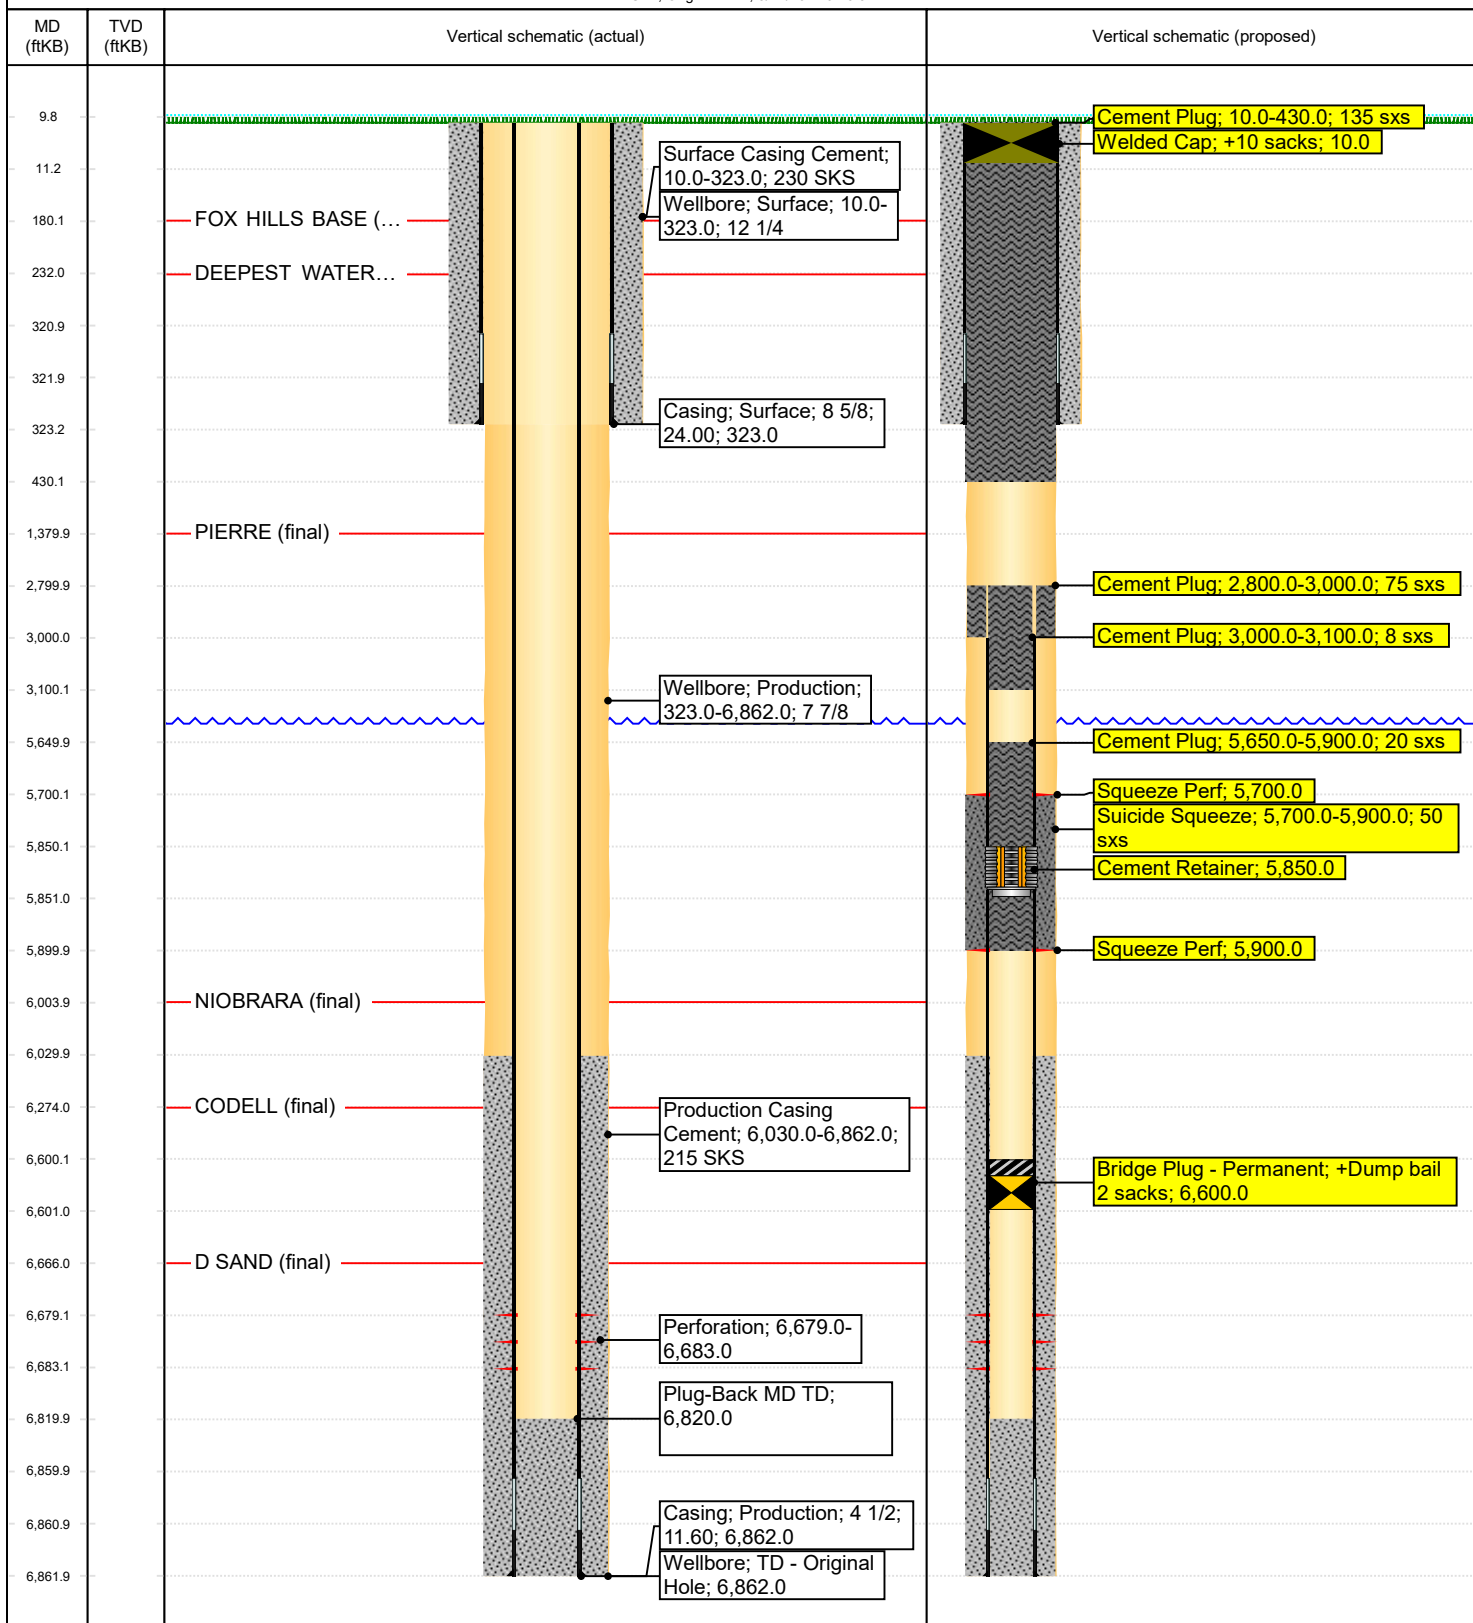 MD
(ftKB)
TVD
(ftKB)
Vertical schematic (actual)
Vertical schematic (proposed)
9.8
11.2
180.1
232.0
320.9
321.9
323.2
430.1
1,379.9
2,799.9
3,000.0
3,100.1
5,649.9
5,700.1
5,850.1
5,851.0
5,899.9
6,003.9
6,029.9
6,274.0
6,600.1
6,601.0
6,666.0
6,679.1
6,683.1
6,819.9
6,859.9
6,860.9
6,861.9
FOX HILLS BASE (...
DEEPEST WATER...
PIERRE (final)
NIOBRARA (final)
CODELL (final)
D SAND (final)
Surface Casing Cement;
10.0-323.0; 230 SKS
Wellbore; Surface; 10.0-
323.0; 12 1/4
Casing; Surface; 8 5/8;
24.00; 323.0
Wellbore; Production;
323.0-6,862.0; 7 7/8
Production Casing
Cement; 6,030.0-6,862.0;
215 SKS
Perforation; 6,679.0-
6,683.0
Plug-Back MD TD;
6,820.0
Casing; Production; 4 1/2;
11.60; 6,862.0
Wellbore; TD - Original
Hole; 6,862.0
Cement Plug; 10.0-430.0; 135 sxs
Welded Cap; +10 sacks; 10.0
Cement Plug; 2,800.0-3,000.0; 75 sxs
Cement Plug; 3,000.0-3,100.0; 8 sxs
Cement Plug; 5,650.0-5,900.0; 20 sxs
Squeeze Perf; 5,700.0
Suicide Squeeze; 5,700.0-5,900.0; 50
sxs
Cement Retainer; 5,850.0
Squeeze Perf; 5,900.0
Bridge Plug - Permanent; +Dump bail
2 sacks; 6,600.0